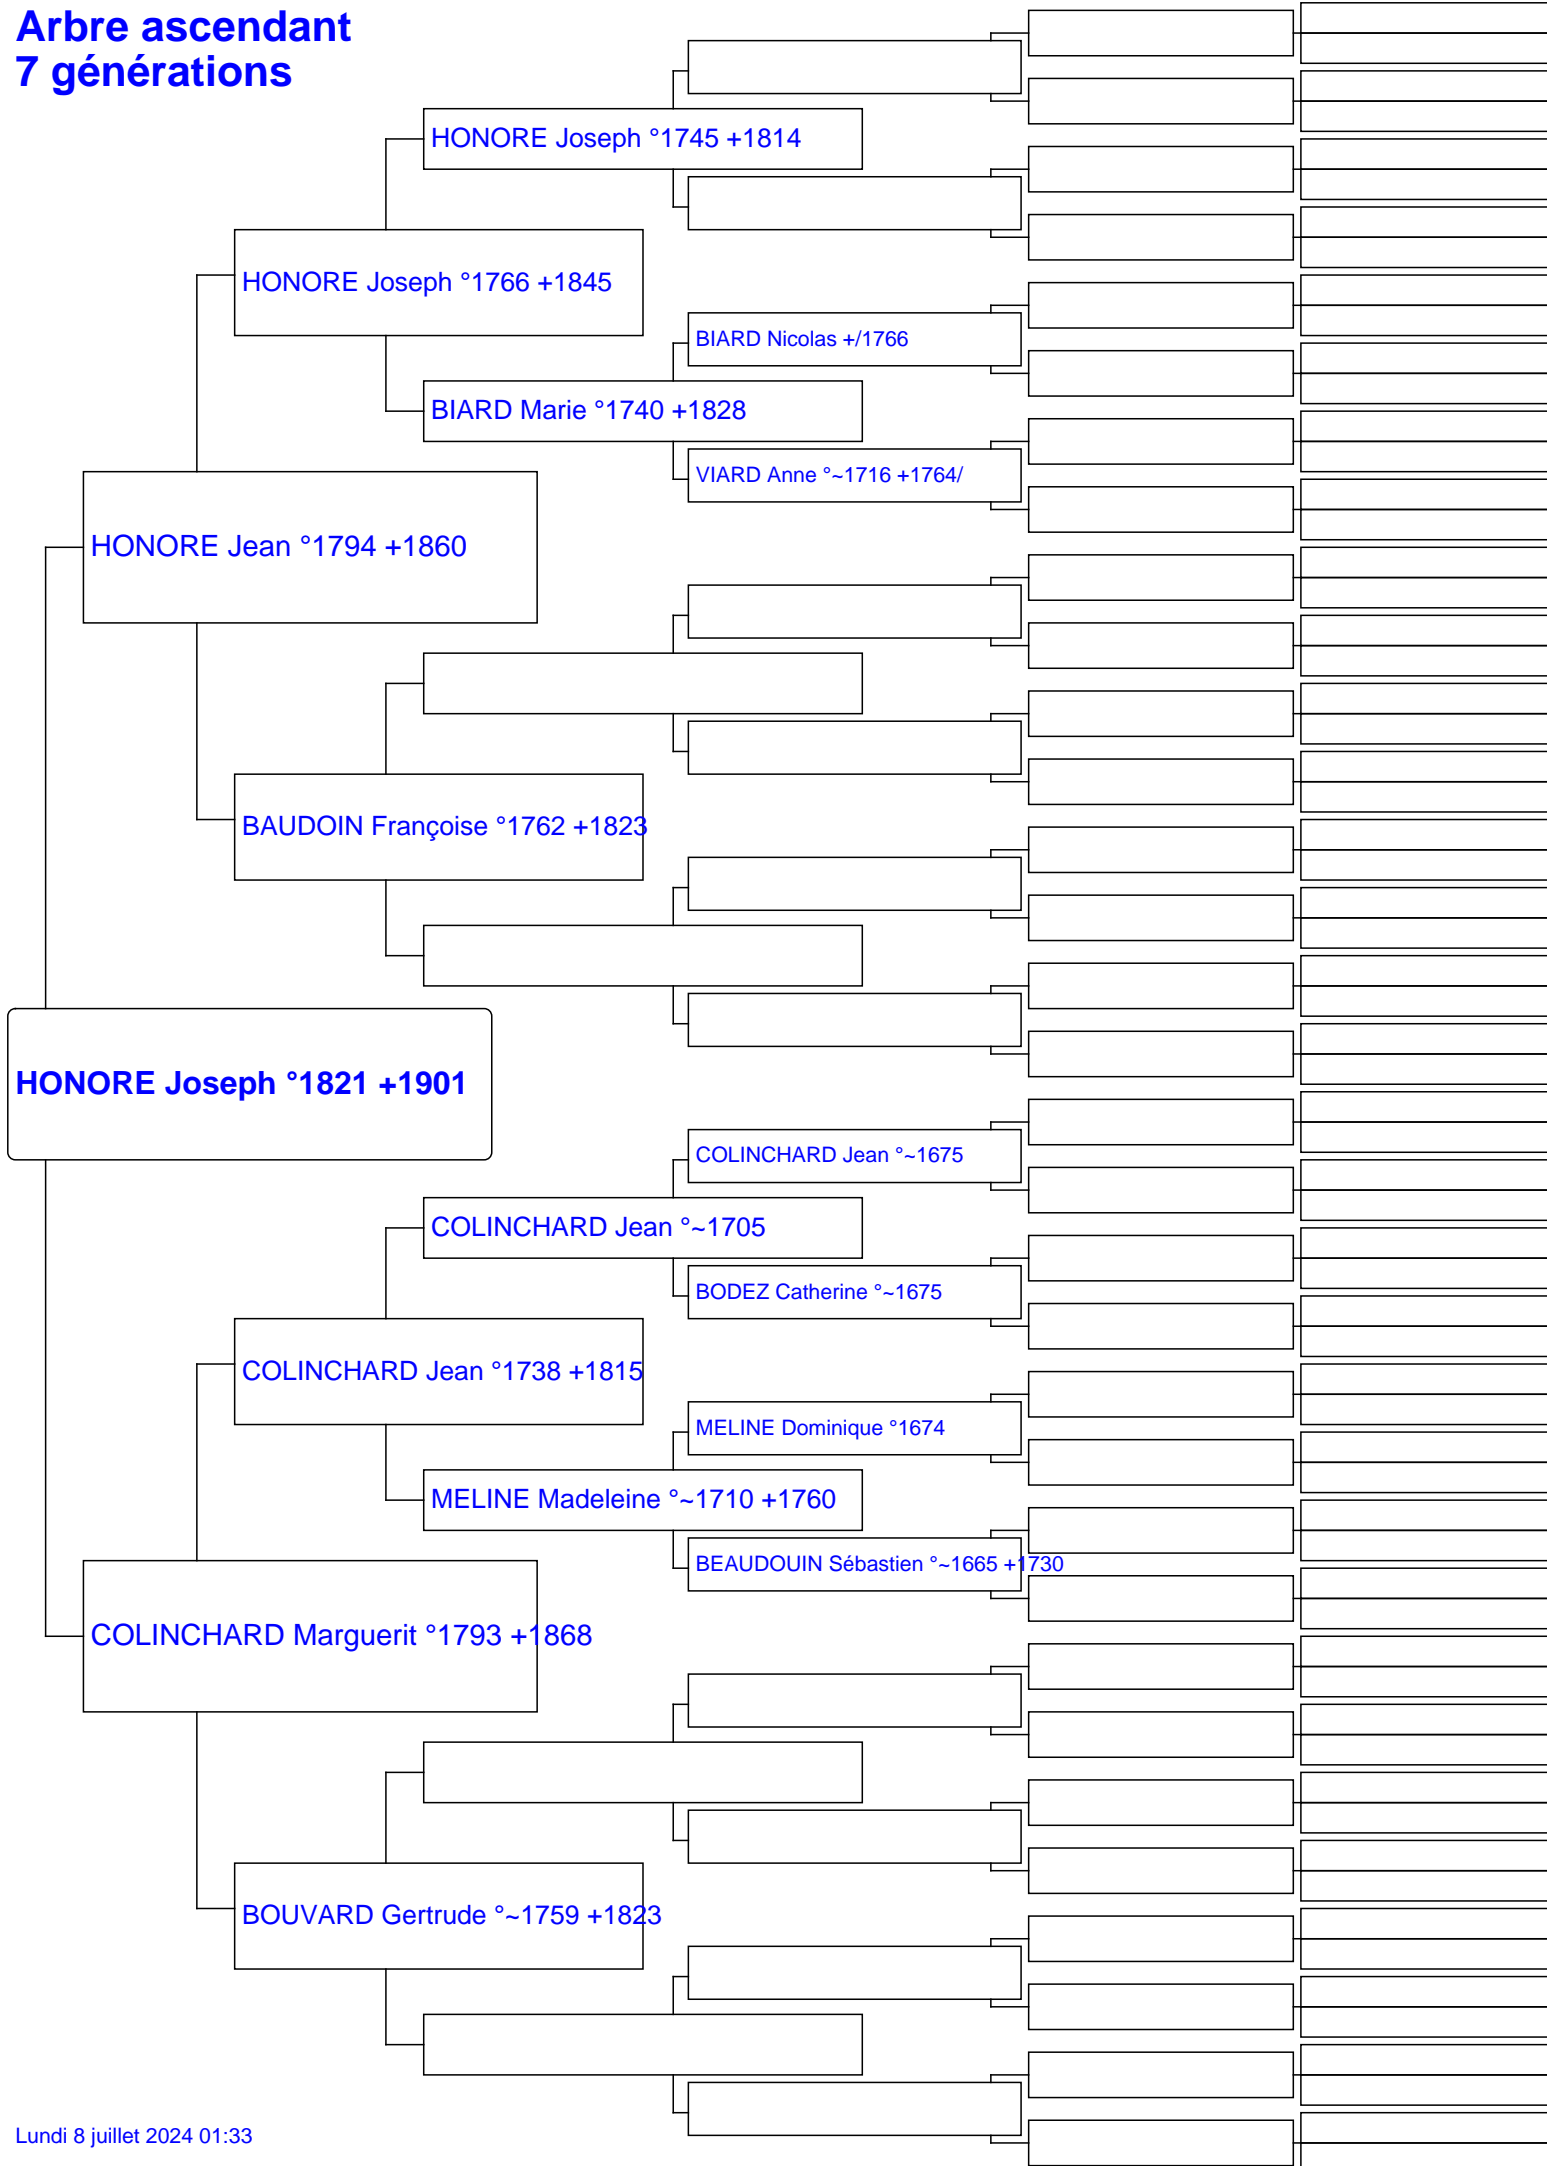 Arbre ascendant
7 générations
HONORE Joseph °1745 +1814
HONORE Joseph °1766 +1845
BIARD Nicolas +/1766
BIARD Marie °1740 +1828
VIARD Anne °~1716 +1764/
HONORE Jean °1794 +1860
BAUDOIN Françoise °1762 +1823
HONORE Joseph °1821 +1901
COLINCHARD Jean °~1675
COLINCHARD Jean °~1705
BODEZ Catherine °~1675
COLINCHARD Jean °1738 +1815
MELINE Dominique °1674
MELINE Madeleine °~1710 +1760
BEAUDOUIN Sébastien °~1665 +1730
COLINCHARD Marguerit °1793 +1868
BOUVARD Gertrude °~1759 +1823
Lundi 8 juillet 2024 01:33